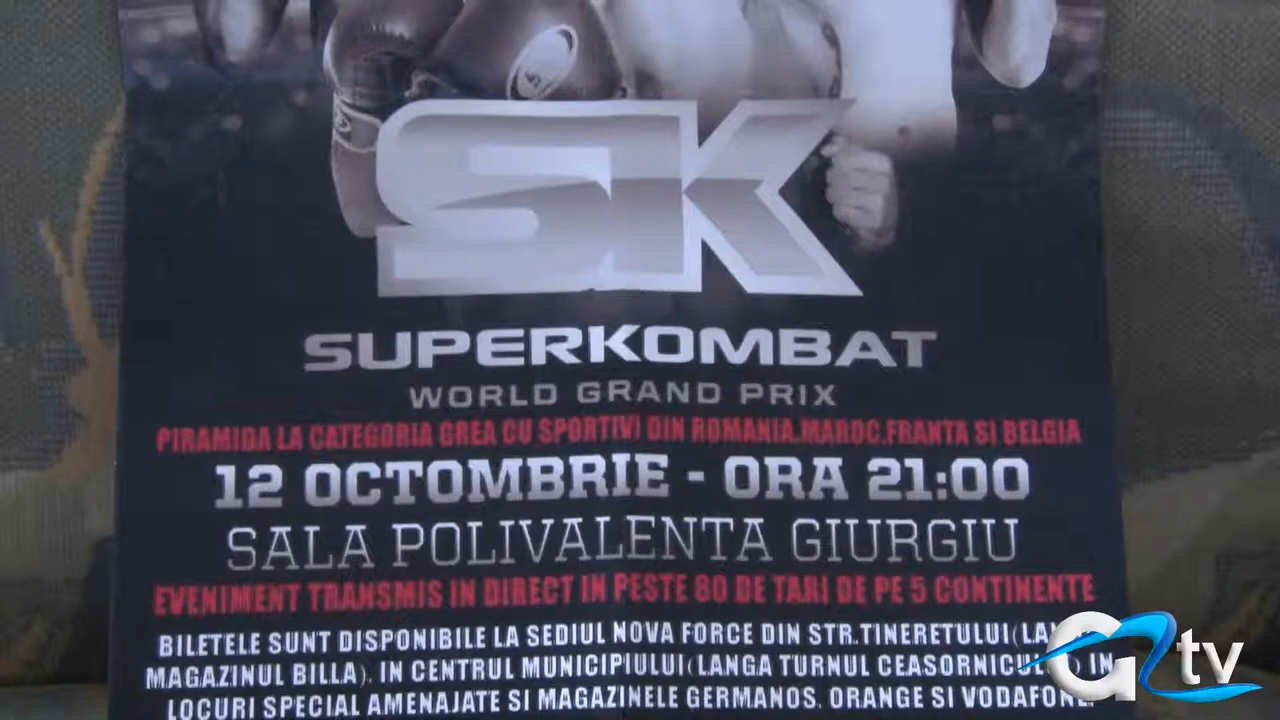 SK
SUPERKOMBAT
WORLD GRAND PRIX
PIRAMIDA LA CATEGORIA GREA CU SPORTIVI DIN ROMANIA,MAROC,FRANTA SI BELGIA
12 OCTOMBRIE - ORA 21:00
SALA POLIVALENTA GIURGIU
EVENIMENT TRANSMIS IN DIRECT IN PESTE 80 DE TARI DE PE 5 CONTINENTE
BILETELE SUNT DISPONIBILE LA SEDIUL NOVA FORCE DIN STR.TINERETULUI(
MAGAZINUL BILLA), IN CENTRUL MUNICIPIULUI(LANGA TURNUL ) IN
LOCURI SPECIAL AMENAJATE SI MAGAZINELE GERMANOS, ORANGE SI
G2 tv